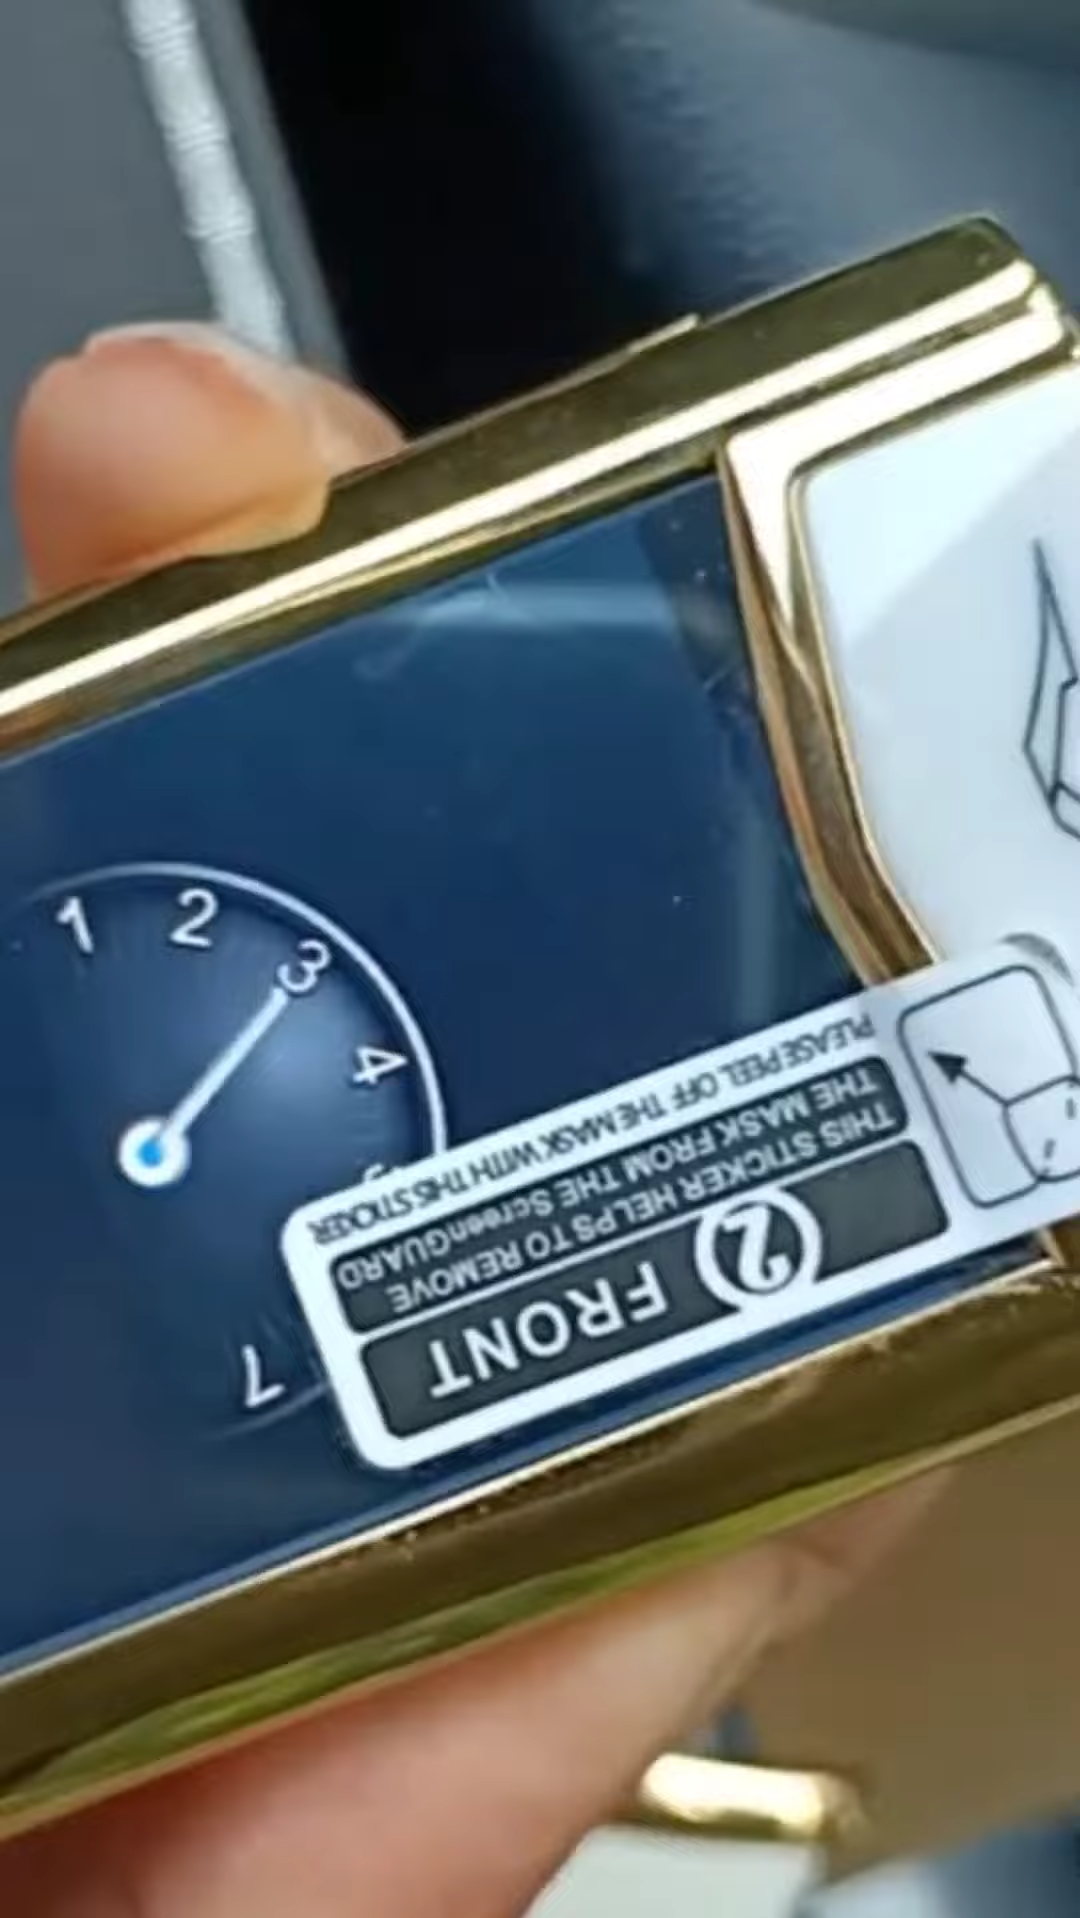 1
2
3
4
7
② FRONT
THIS STICKER HELPS TO REMOVE
THE MASK FROM THE ScreenGUARD
PLEASE PEEL OFF THE MASK WITH THIS STICKER